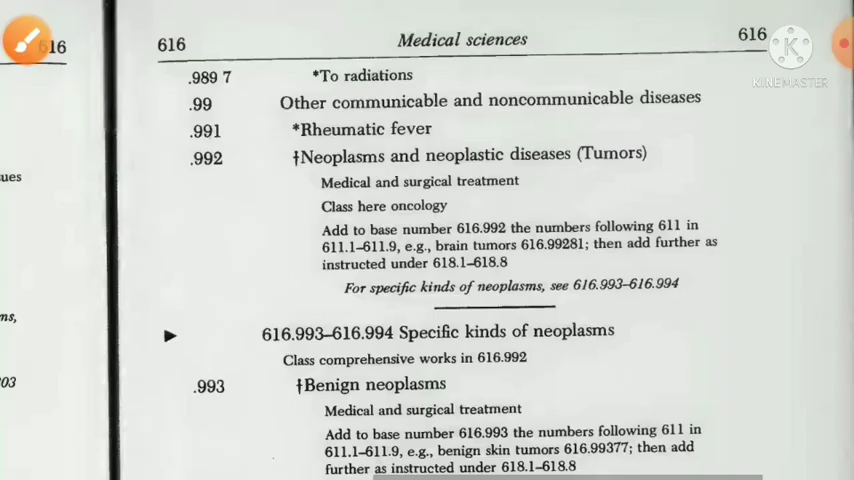 616
ues
ms,
03
616 Medical sciences 616
.989 7 *To radiations
.99 Other communicable and noncommunicable diseases
.991 *Rheumatic fever
.992 †Neoplasms and neoplastic diseases (Tumors)
Medical and surgical treatment
Class here oncology
Add to base number 616.992 the numbers following 611 in
611.1–611.9, e.g., brain tumors 616.99281; then add further as
instructed under 618.1–618.8
For specific kinds of neoplasms, see 616.993–616.994
► 616.993–616.994 Specific kinds of neoplasms
Class comprehensive works in 616.992
.993 †Benign neoplasms
Medical and surgical treatment
Add to base number 616.993 the numbers following 611 in
611.1–611.9, e.g., benign skin tumors 616.99377; then add
further as instructed under 618.1–618.8
K
KINEMASTER